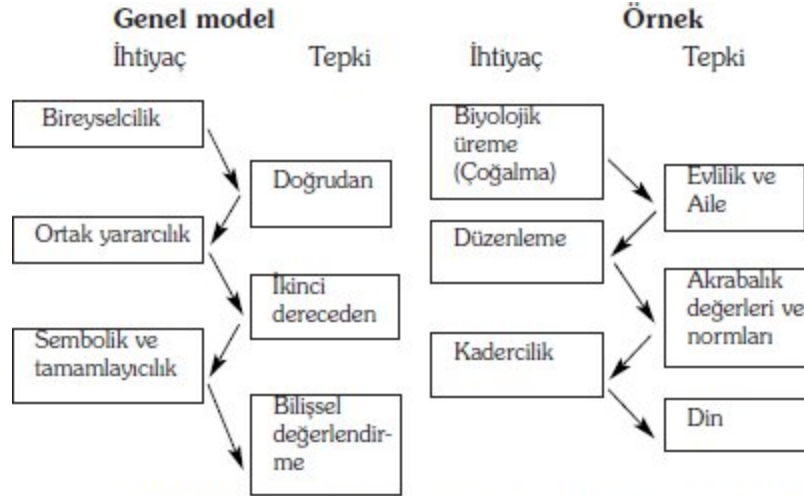 Genel model
İhtiyaç Tepki
Bireyselcilik
Doğrudan
Ortak yararcılık
İkinci
dereceden
Sembolik ve
tamamlayıcılık
Bilişsel
değerlendir-
me
Örnek
İhtiyaç Tepki
Biyolojik
üreme
(Çoğalma)
Evlilik ve
Aile
Düzenleme
Akrabalık
değerleri ve
normları
Kadercilik
Din